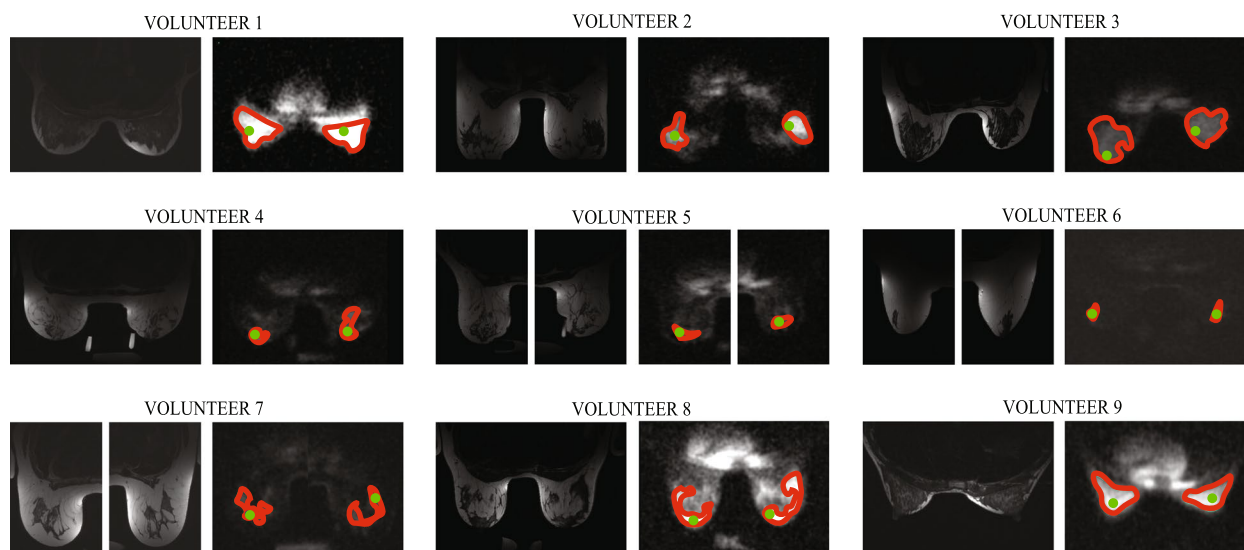 VOLUNTEER 1
VOLUNTEER 2
VOLUNTEER 3
VOLUNTEER 4
VOLUNTEER 5
VOLUNTEER 6
VOLUNTEER 7
VOLUNTEER 8
VOLUNTEER 9